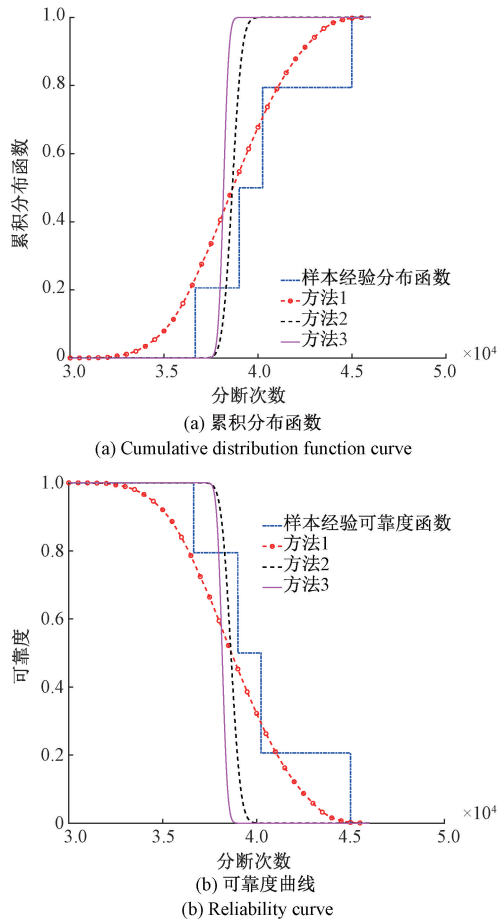 1.0
0.8
0.6
0.4
0.2
0
累积分布函数
样本经验分布函数
方法1
方法2
方法3
3.0 3.5 4.0 4.5 5.0
×10⁴
分断次数
(a) 累积分布函数
(a) Cumulative distribution function curve
1.0
0.8
0.6
0.4
0.2
0
可靠度
样本经验可靠度函数
方法1
方法2
方法3
3.0 3.5 4.0 4.5 5.0
×10⁴
分断次数
(b) 可靠度曲线
(b) Reliability curve